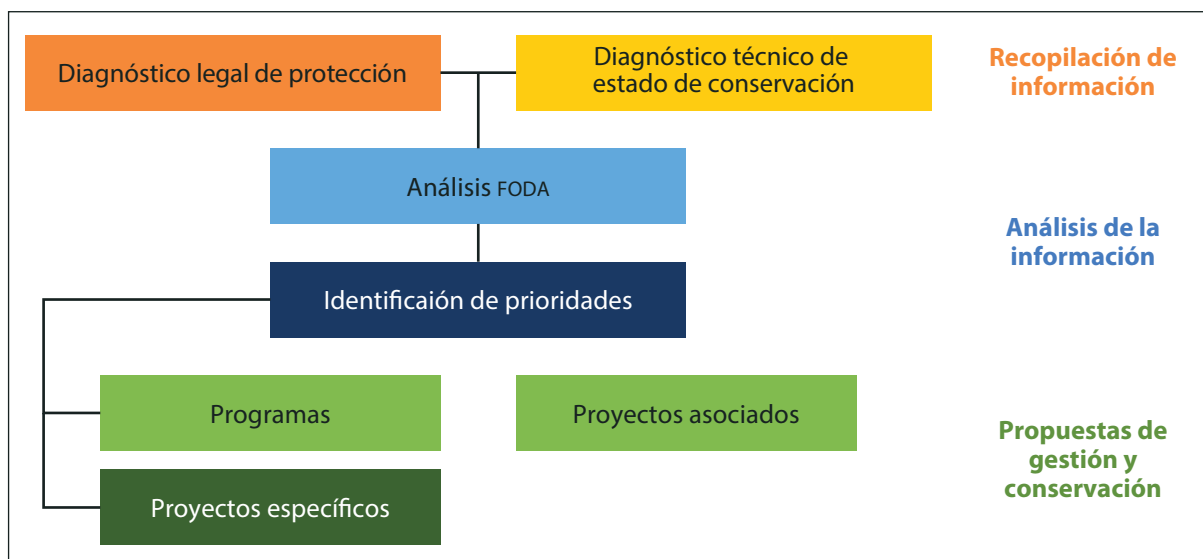 Diagnóstico legal de protección
Diagnóstico técnico de
estado de conservación
Recopilación de
información
Análisis FODA
Análisis de la
información
Identificaión de prioridades
Programas
Proyectos asociados
Propuestas de
gestión y
conservación
Proyectos específicos